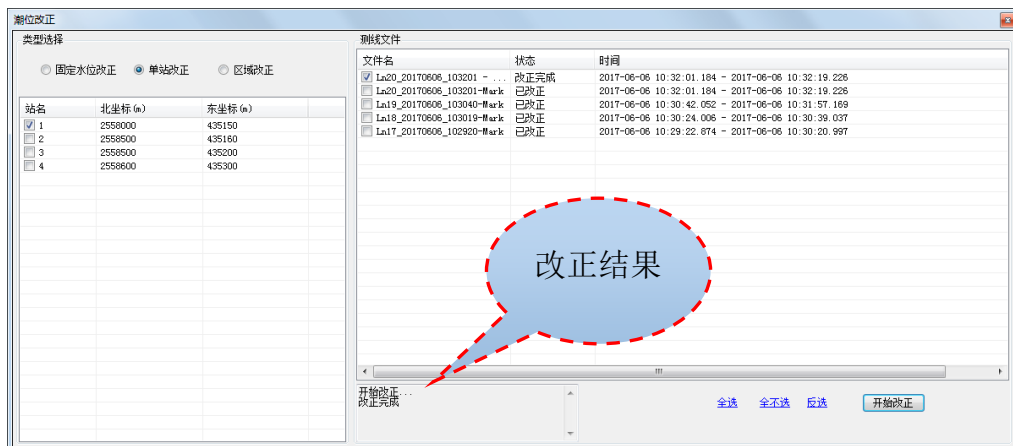 潮位改正
类型选择
固定水位改正 单站改正 区域改正
站名 北坐标(m) 东坐标(m)
1 2558000 435150
2 2558500 435160
3 2558500 435200
4 2558600 435300
测线文件
文件名 状态 时间
Ln20_20170606_103201 - ... 改正完成 2017-06-06 10:32:01.184 - 2017-06-06 10:32:19.226
Ln20_20170606_103201-Mark 已改正 2017-06-06 10:32:01.184 - 2017-06-06 10:32:19.226
Ln19_20170606_103040-Mark 已改正 2017-06-06 10:30:42.052 - 2017-06-06 10:31:57.169
Ln18_20170606_103019-Mark 已改正 2017-06-06 10:30:24.006 - 2017-06-06 10:30:39.037
Ln17_20170606_102920-Mark 已改正 2017-06-06 10:29:22.874 - 2017-06-06 10:30:20.997
改正结果
开始改正...
改正完成
全选 全不选 反选 开始改正